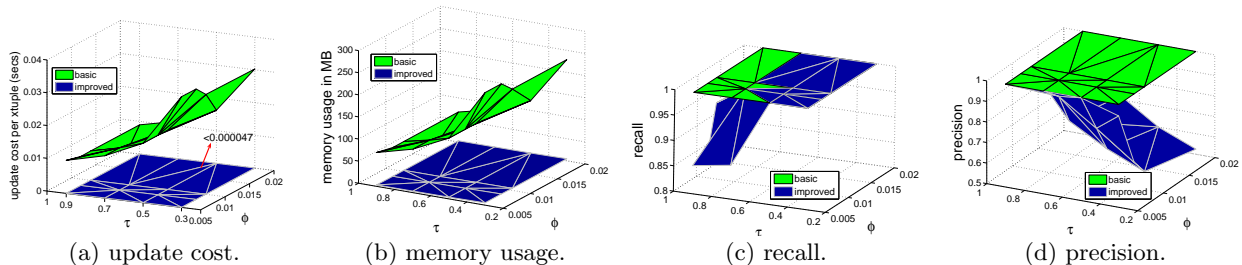 update cost per xtuple (secs)
0.04
0.03
0.02
0.01
0
basic
improved
<0.000047
1
0.9
0.7
0.5
0.3
τ
0.005
0.01
0.015
0.02
ϕ
(a) update cost.
memory usage in MB
300
250
200
150
100
50
0
basic
improved
1
0.8
0.6
0.4
0.2
τ
0.005
0.01
0.015
0.02
ϕ
(b) memory usage.
recall
1
0.95
0.9
0.85
0.8
basic
improved
1
0.8
0.6
0.4
0.2
τ
0.005
0.01
0.015
0.02
ϕ
(c) recall.
precision
1
0.9
0.8
0.7
0.6
0.5
basic
improved
1
0.8
0.6
0.4
0.2
τ
0.005
0.01
0.015
0.02
ϕ
(d) precision.